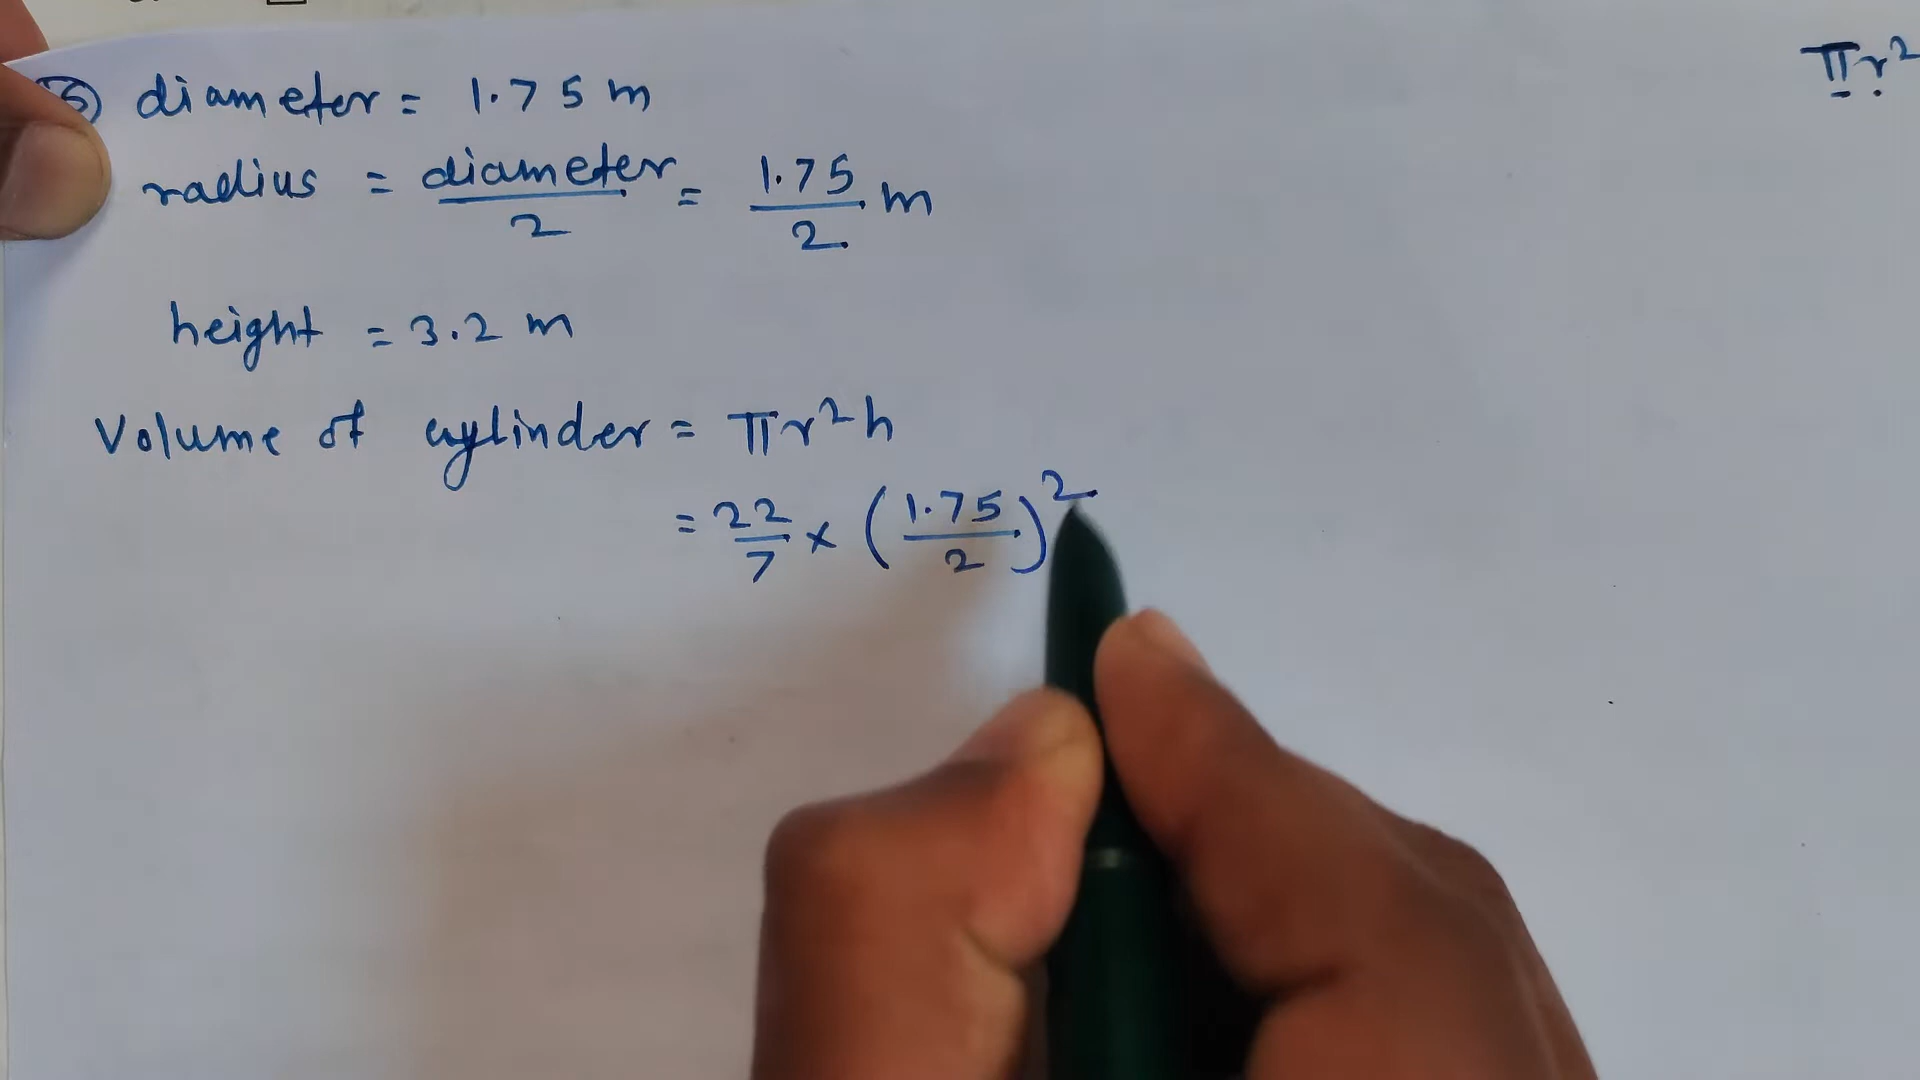 ⑤ diameter = 1.75 m
πr²
radius = diameter/2 = 1.75/2 m
height = 3.2 m
Volume of cylinder = πr²h
= 22/7 × (1.75/2)²